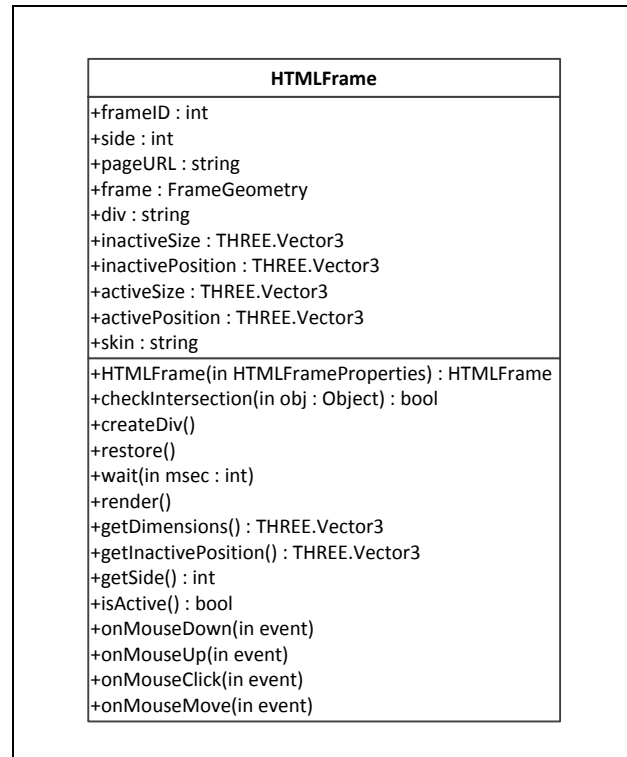 HTMLFrame
+frameID : int
+side : int
+pageURL : string
+frame : FrameGeometry
+div : string
+inactiveSize : THREE.Vector3
+inactivePosition : THREE.Vector3
+activeSize : THREE.Vector3
+activePosition : THREE.Vector3
+skin : string
+HTMLFrame(in HTMLFrameProperties) : HTMLFrame
+checkIntersection(in obj : Object) : bool
+createDiv()
+restore()
+wait(in msec : int)
+render()
+getDimensions() : THREE.Vector3
+getInactivePosition() : THREE.Vector3
+getSide() : int
+isActive() : bool
+onMouseDown(in event)
+onMouseUp(in event)
+onMouseClick(in event)
+onMouseMove(in event)